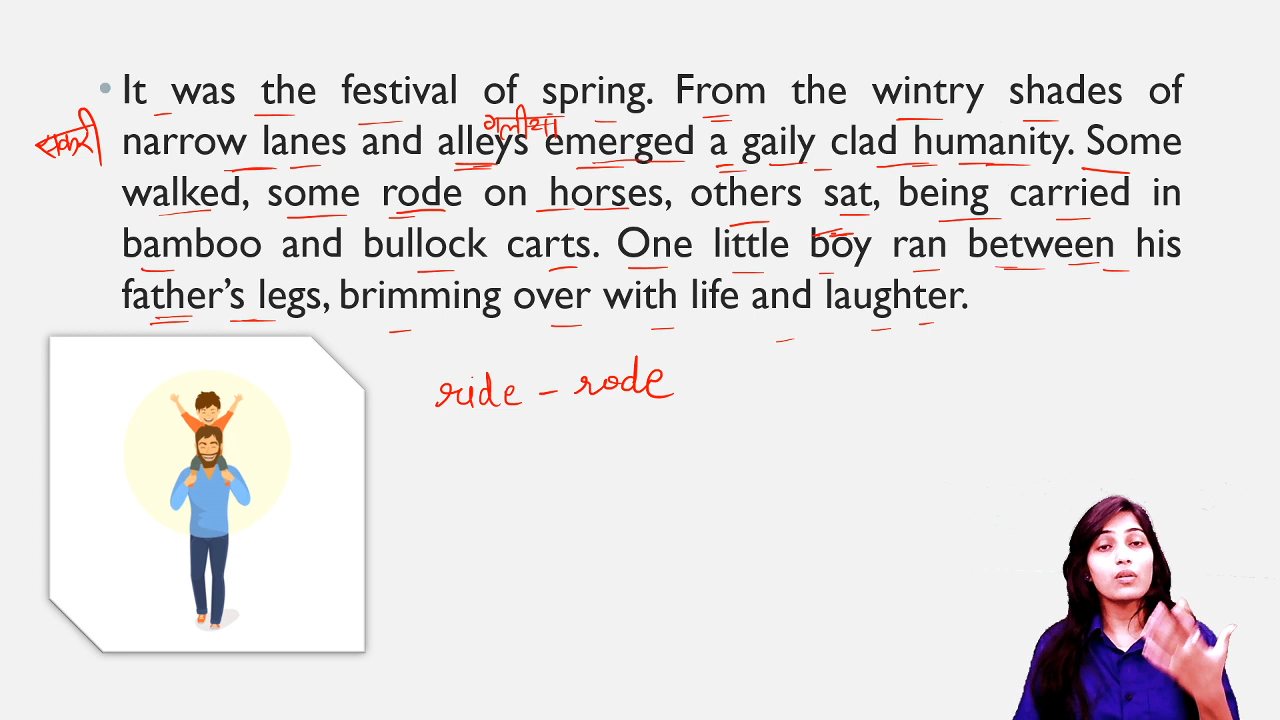 It was the festival of spring. From the wintry shades of
सकरी
गलीयां
narrow lanes and alleys emerged a gaily clad humanity. Some
walked, some rode on horses, others sat, being carried in
bamboo and bullock carts. One little boy ran between his
father’s legs, brimming over with life and laughter.
ride – rode